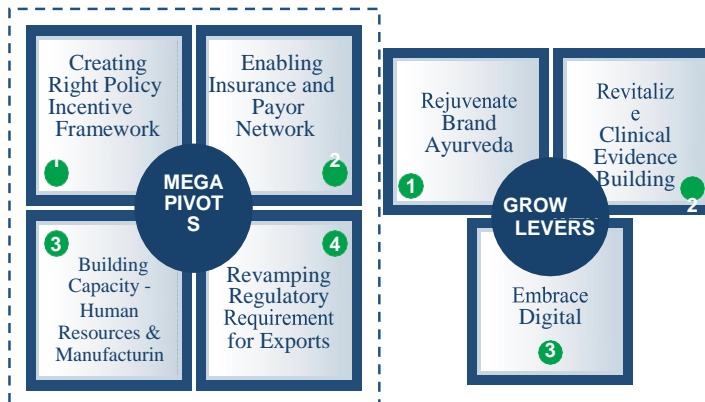 Creating
Right Policy
Incentive
Framework
1
Enabling
Insurance and
Payor
Network
2
MEGA
PIVOT
S
3
Building
Capacity -
Human
Resources &
Manufacturin
4
Revamping
Regulatory
Requirement
for Exports
Rejuvenate
Brand
Ayurveda
1
Revitaliz
e
Clinical
Evidence
Building
2
GROW
LEVERS
Embrace
Digital
3